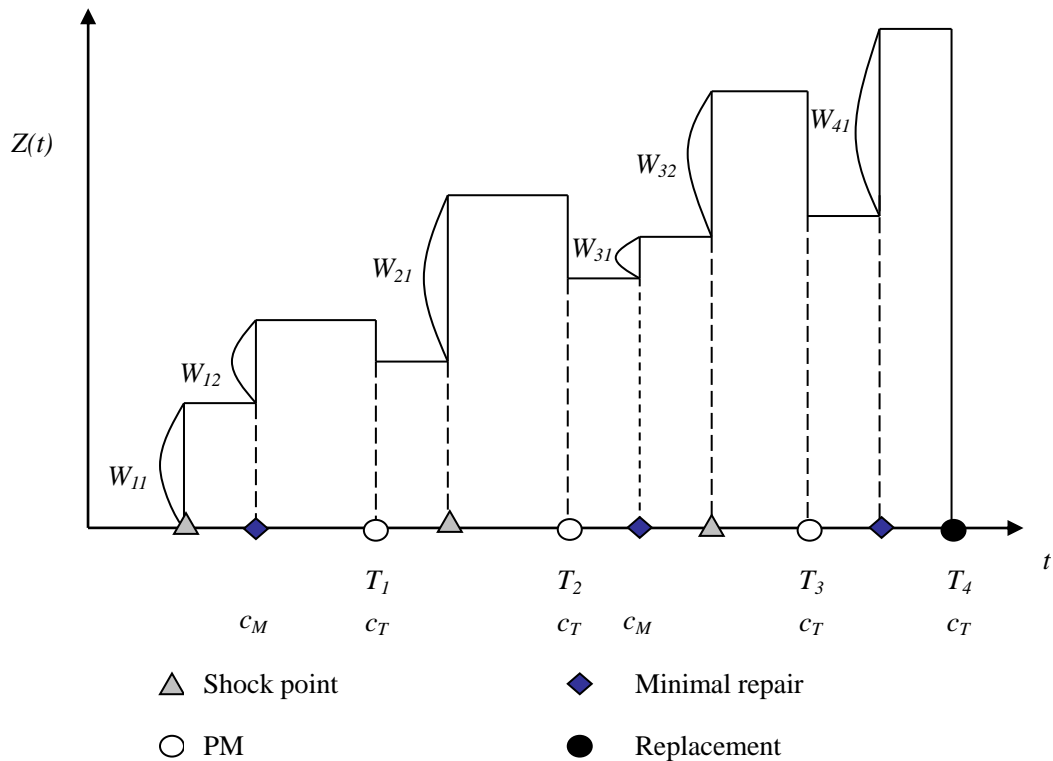 Z(t)
W41
W32
W31
W21
W12
W11
t
T1 T2 T3 T4
cM cT cT cM cT cT
Shock point Minimal repair
PM Replacement